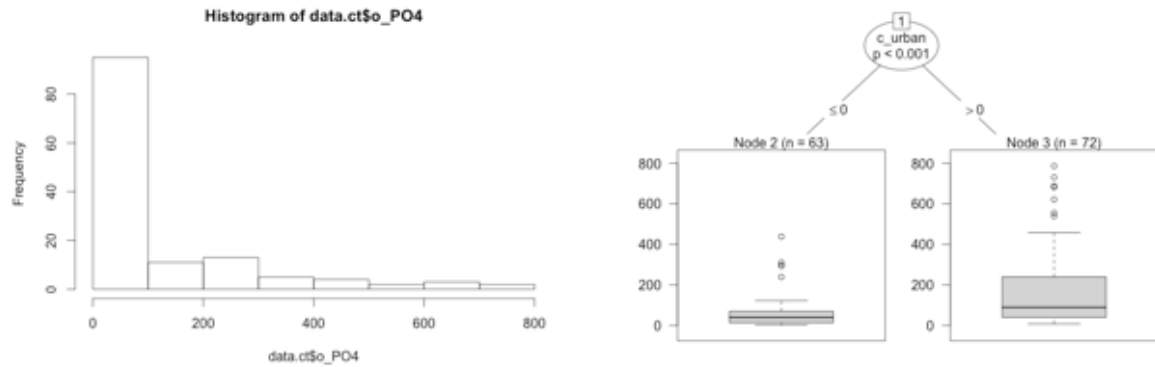 Histogram of data.ct$o_PO4
Frequency
80
60
40
20
0
0 200 400 600 800
data.ct$o_PO4
1
c_urban
p < 0.001
≤ 0
> 0
Node 2 (n = 63)
800
600
400
200
0
Node 3 (n = 72)
800
600
400
200
0